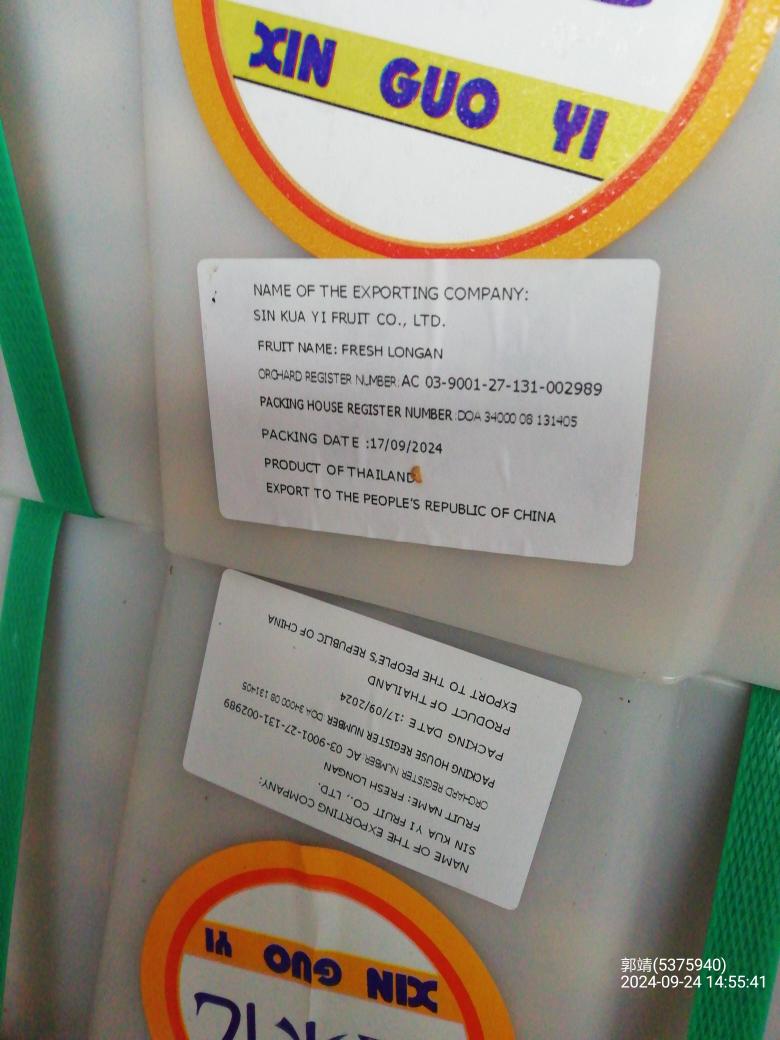 XIN GUO YI
NAME OF THE EXPORTING COMPANY:
SIN KUA YI FRUIT CO., LTD.
FRUIT NAME: FRESH LONGAN
ORCHARD REGISTER NUMBER: AC 03-9001-27-131-002989
PACKING HOUSE REGISTER NUMBER :DOA 34000 08 131405
PACKING DATE :17/09/2024
PRODUCT OF THAILAND
EXPORT TO THE PEOPLE'S REPUBLIC OF CHINA
NAME OF THE EXPORTING COMPANY:
SIN KUA YI FRUIT CO., LTD.
FRUIT NAME: FRESH LONGAN
ORCHARD REGISTER NUMBER: AC 03-9001-27-131-002989
PACKING HOUSE REGISTER NUMBER :DOA 34000 08 131405
PACKING DATE :17/09/2024
PRODUCT OF THAILAND
EXPORT TO THE PEOPLE'S REPUBLIC OF CHINA
XIN GUO YI
郭靖(5375940)
2024-09-24 14:55:41